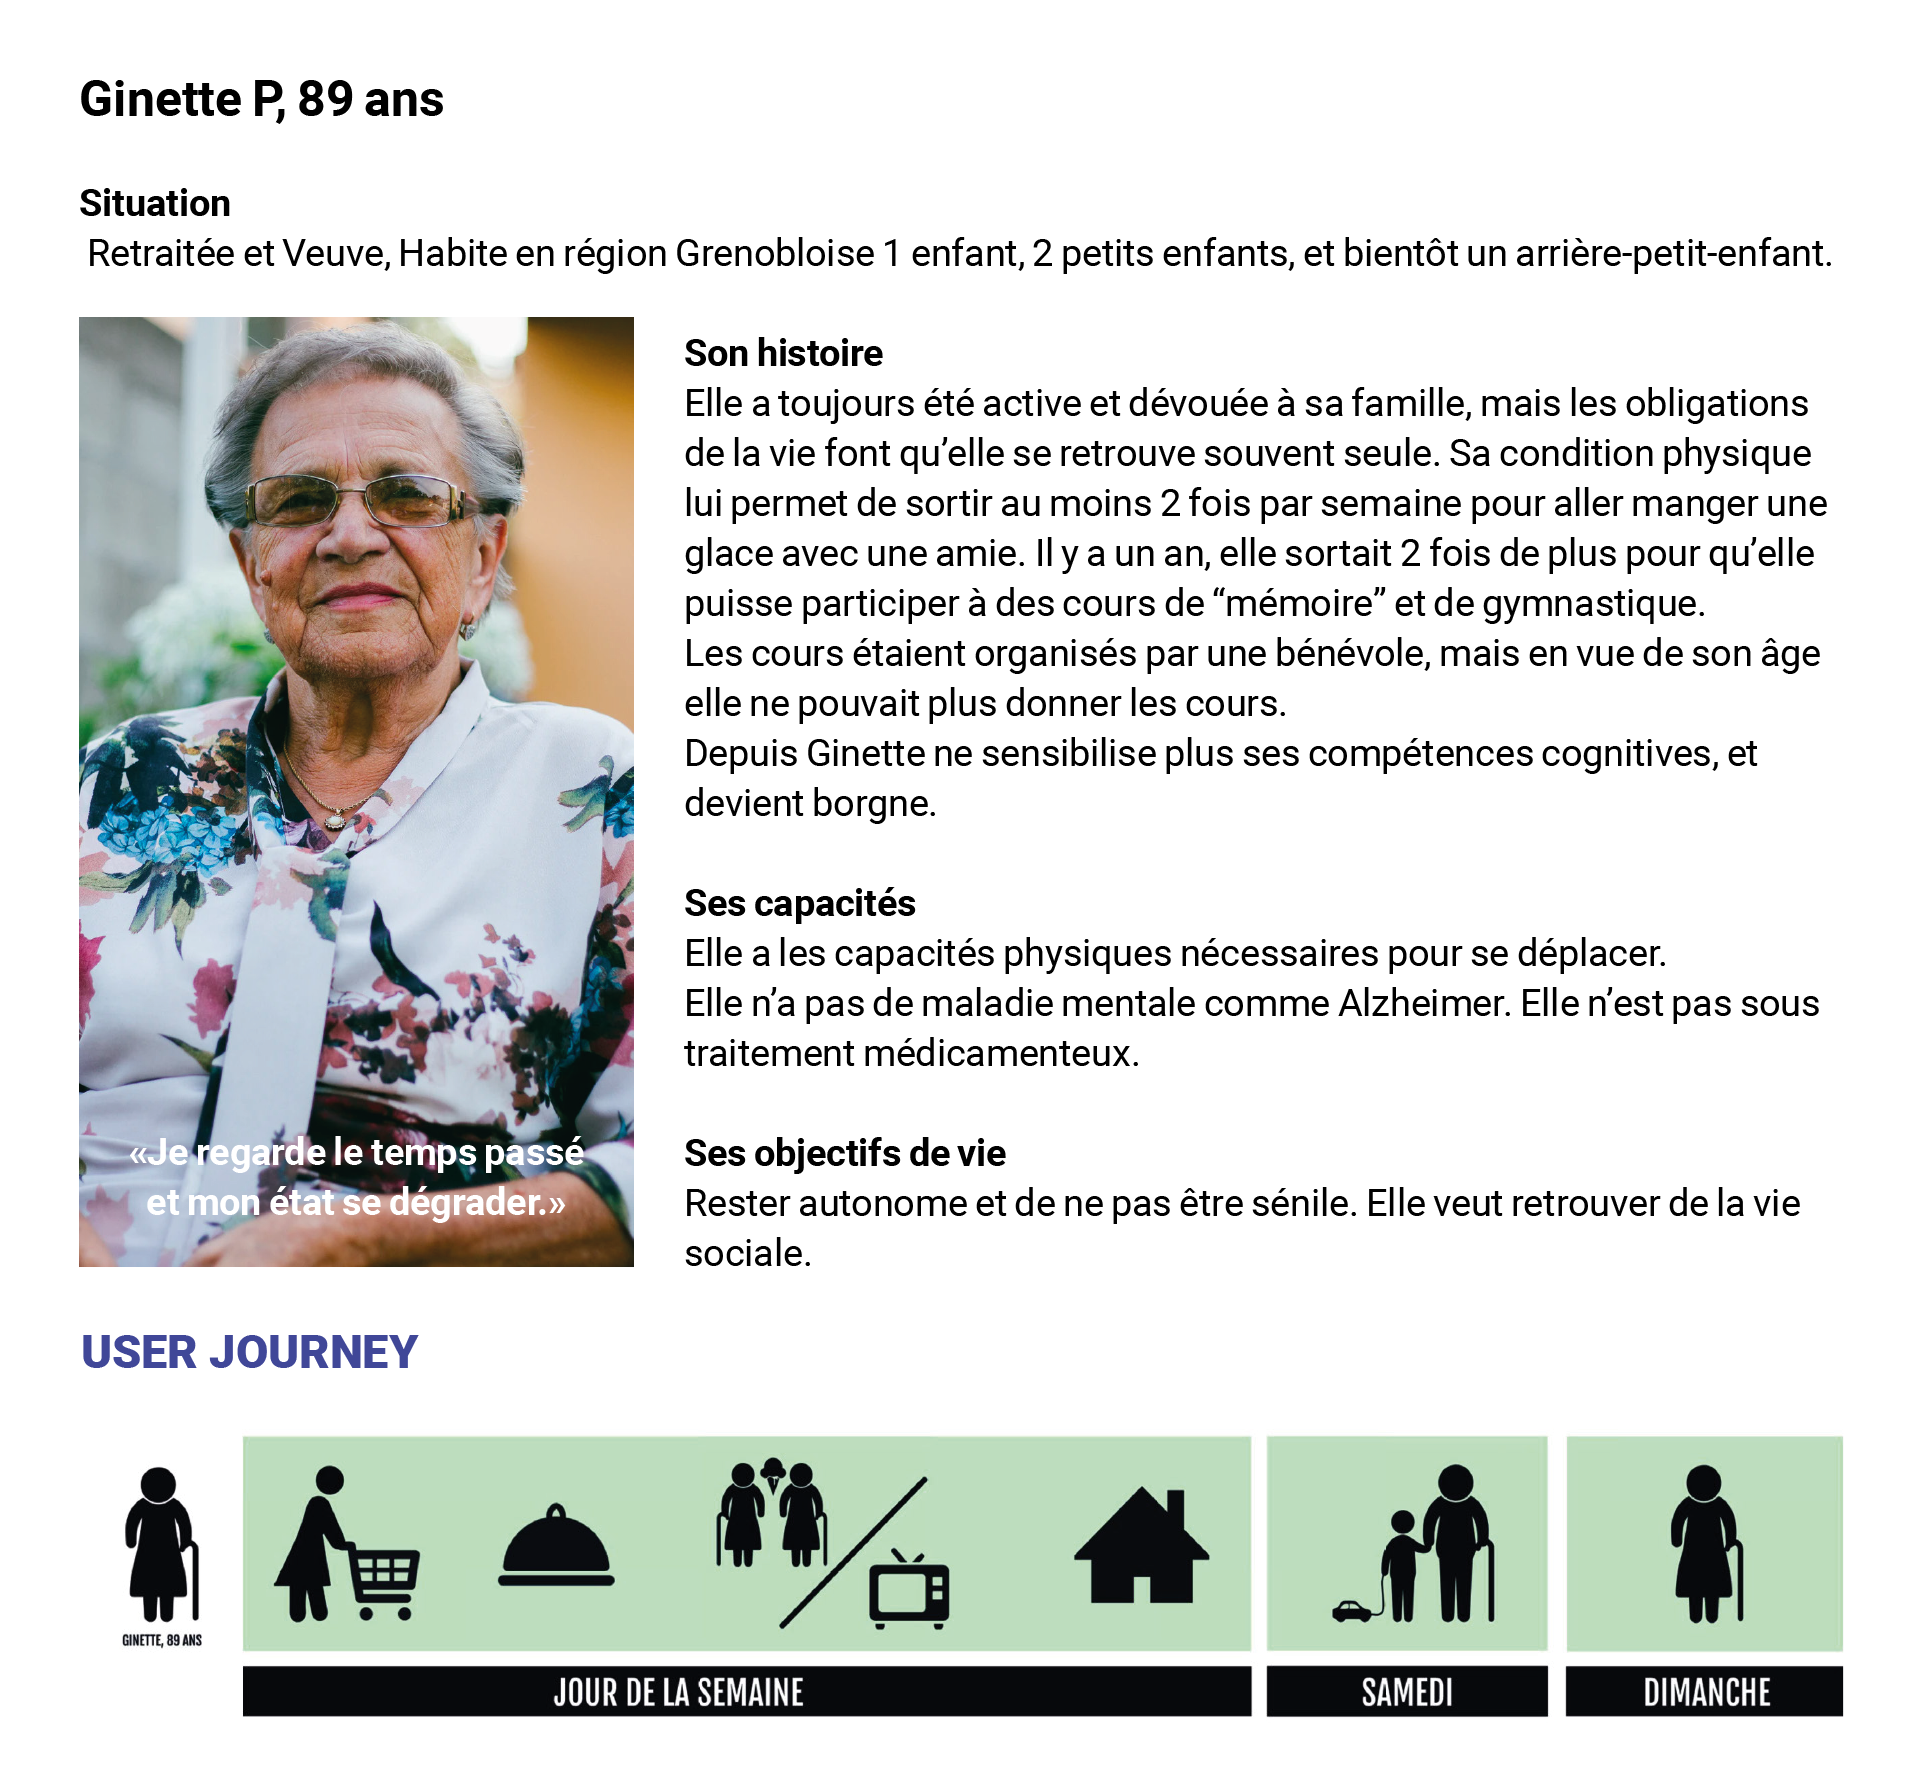 Ginette P, 89 ans
Situation
Retraitée et Veuve, Habite en région Grenobloise 1 enfant, 2 petits enfants, et bientôt un arrière-petit-enfant.
Son histoire
Elle a toujours été active et dévouée à sa famille, mais les obligations
de la vie font qu’elle se retrouve souvent seule. Sa condition physique
lui permet de sortir au moins 2 fois par semaine pour aller manger une
glace avec une amie. Il y a un an, elle sortait 2 fois de plus pour qu’elle
puisse participer à des cours de “mémoire” et de gymnastique.
Les cours étaient organisés par une bénévole, mais en vue de son âge
elle ne pouvait plus donner les cours.
Depuis Ginette ne sensibilise plus ses compétences cognitives, et
devient borgne.
Ses capacités
Elle a les capacités physiques nécessaires pour se déplacer.
Elle n’a pas de maladie mentale comme Alzheimer. Elle n’est pas sous
traitement médicamenteux.
«Je regarde le temps passé
et mon état se dégrader.»
Ses objectifs de vie
Rester autonome et de ne pas être sénile. Elle veut retrouver de la vie
sociale.
USER JOURNEY
GINETTE, 89 ANS
JOUR DE LA SEMAINE
SAMEDI
DIMANCHE